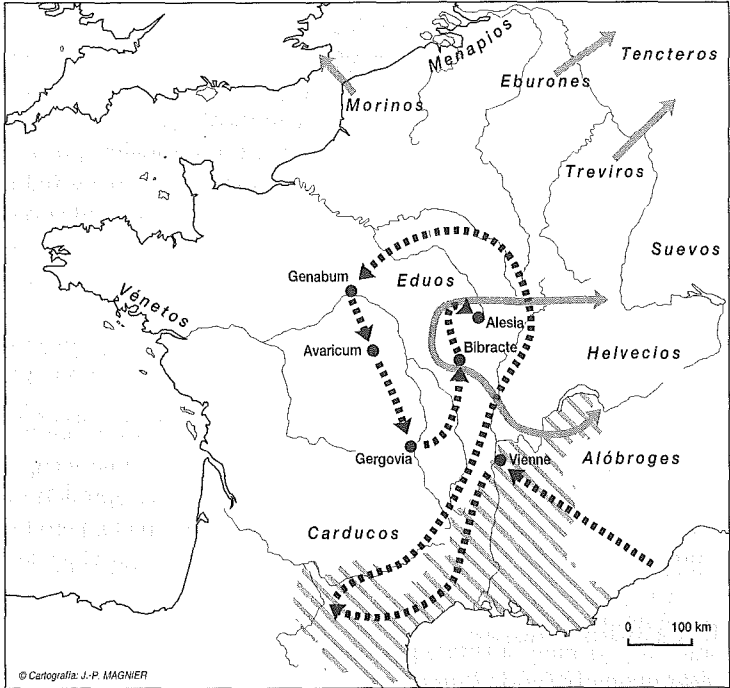 Menapios
Tencteros
Eburones
Morinos
Treviros
Suevos
Genabum
Eduos
Vénetos
Alesia
Avaricum
Bibracte
Helvecios
Gergovia
Vienne
Alóbroges
Carducos
0 100 km
© Cartografía: J.-P. MAGNIER